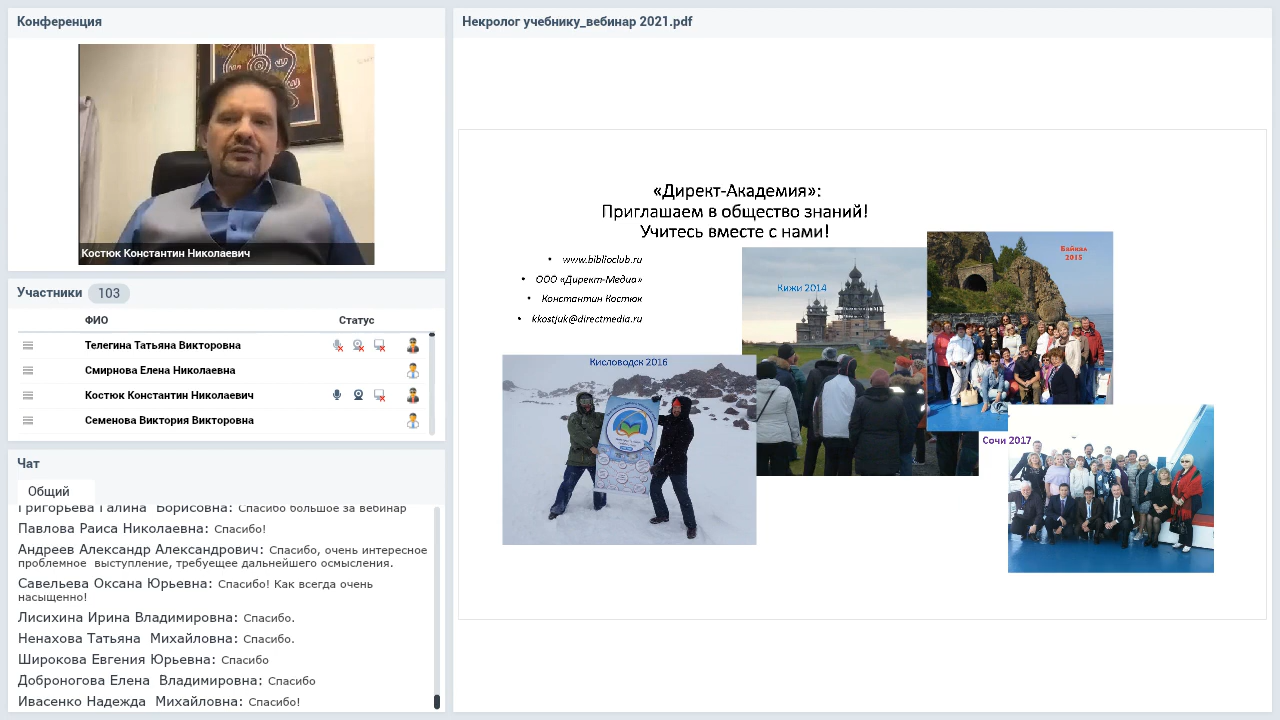 Конференция
Костюк Константин Николаевич
Участники 103
ФИО Статус
Телегина Татьяна Викторовна
Смирнова Елена Николаевна
Костюк Константин Николаевич
Семенова Виктория Викторовна
Чат
Общий
Григорьева Галина Борисовна: Спасибо большое за вебинар
Павлова Раиса Николаевна: Спасибо!
Андреев Александр Александрович: Спасибо, очень интересное
проблемное выступление, требуещее дальнейшего осмысления.
Савельева Оксана Юрьевна: Спасибо! Как всегда очень
насыщенно!
Лисихина Ирина Владимировна: Спасибо.
Ненахова Татьяна Михайловна: Спасибо.
Широкова Евгения Юрьевна: Спасибо
Доброногова Елена Владимировна: Спасибо
Ивасенко Надежда Михайловна: Спасибо!
Некролог учебнику_вебинар 2021.pdf
«Директ-Академия»:
Приглашаем в общество знаний!
Учитесь вместе с нами!
• www.biblioclub.ru
• ООО «Директ-Медиа»
• Константин Костюк
• kkostjuk@directmedia.ru
Кижи 2014
Байкал
2015
Кисловодск 2016
Сочи 2017